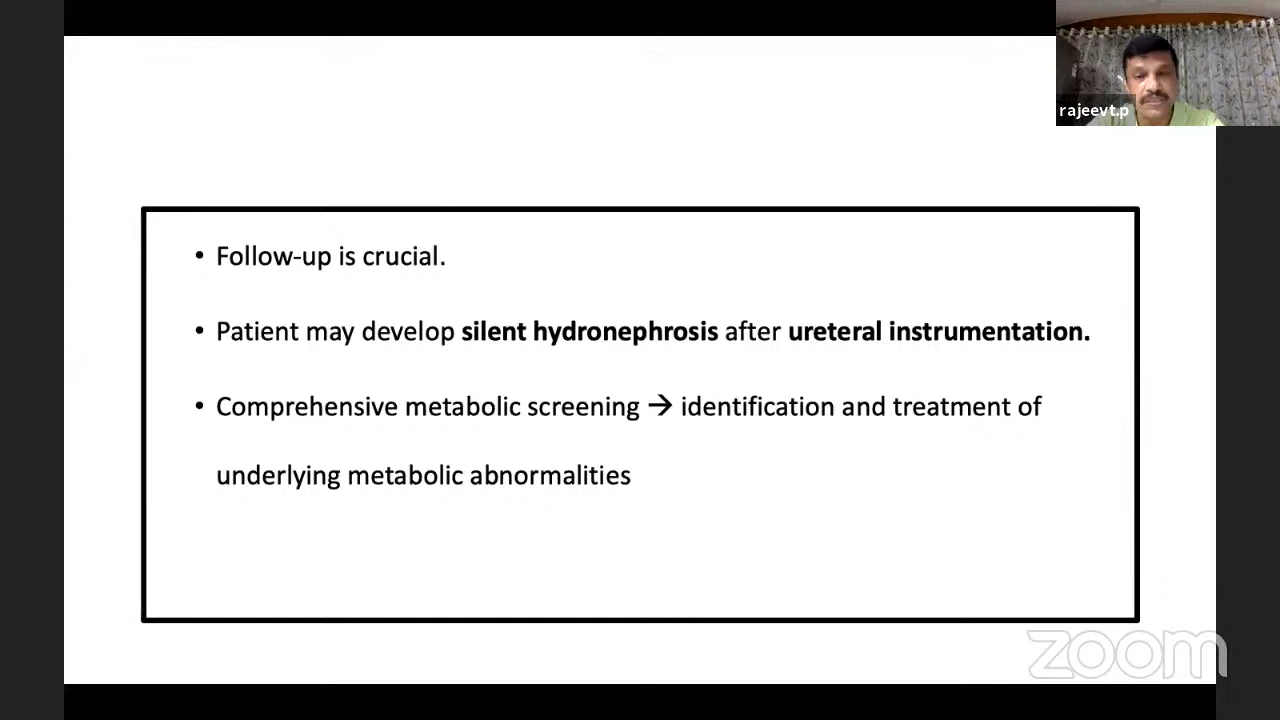 rajeevt.p
• Follow-up is crucial.
• Patient may develop silent hydronephrosis after ureteral instrumentation.
• Comprehensive metabolic screening → identification and treatment of
underlying metabolic abnormalities
zoom